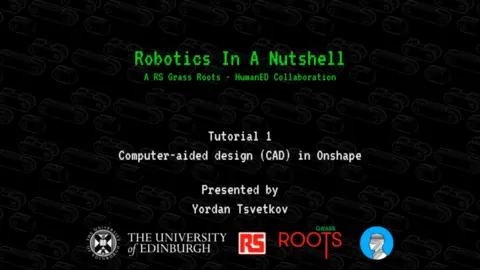 Robotics In A Nutshell
A RS Grass Roots - HumanED Collaboration
Tutorial 1
Computer-aided design (CAD) in Onshape
Presented by
Yordan Tsvetkov
THE UNIVERSITY
of EDINBURGH
RS
GRASS
ROOTS